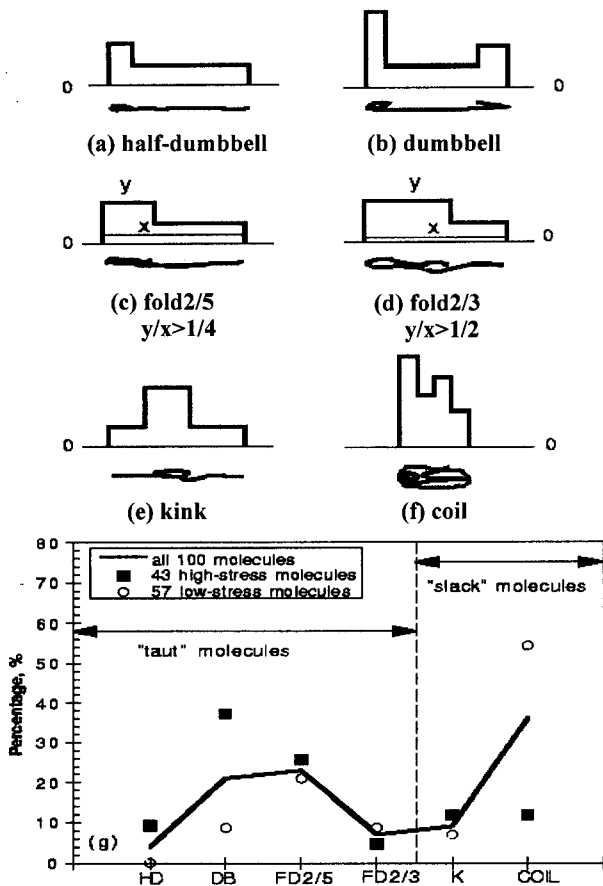 0 0
(a) half-dumbbell (b) dumbbell
y y
x x
0 0
(c) fold2/5 (d) fold2/3
y/x>1/4 y/x>1/2
0 0
(e) kink (f) coil
80
70
60
50
40
30
20
10
0
Percentage, %
all 100 molecules
43 high-stress molecules
57 low-stress molecules
"slack" molecules
"taut" molecules
(g)
HD DB FD2/5 FD2/3 K COIL